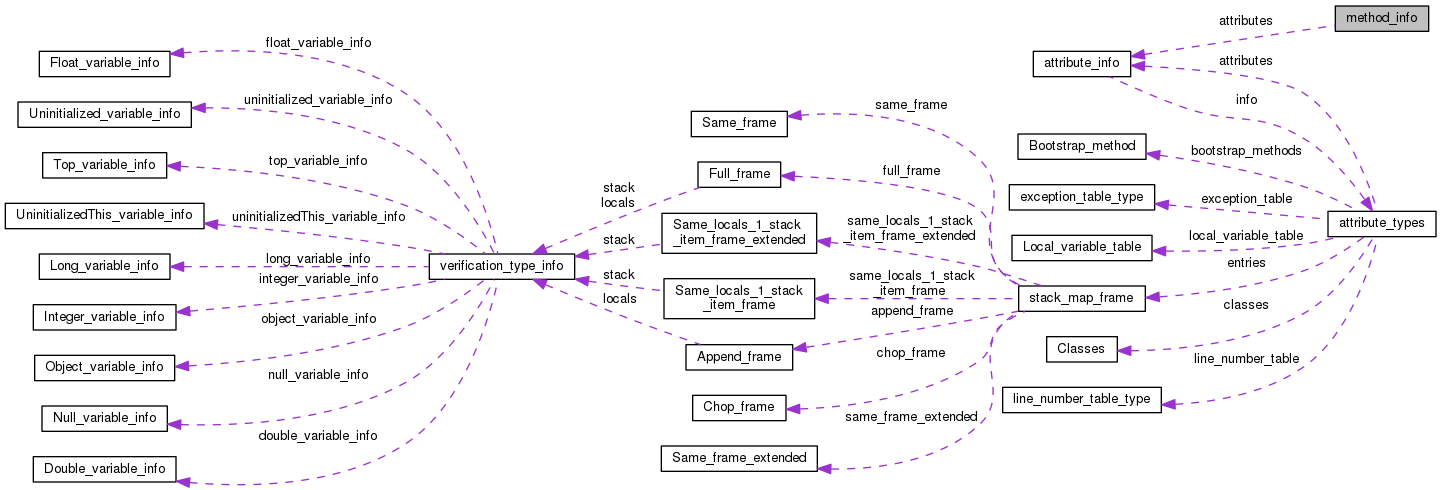 method_info
attributes
float_variable_info
Float_variable_info
attribute_info
attributes
uninitialized_variable_info
Uninitialized_variable_info
same_frame
Same_frame
info
Bootstrap_method
bootstrap_methods
top_variable_info
Top_variable_info
Full_frame
full_frame
stack
locals
exception_table_type
exception_table
UninitializedThis_variable_info
uninitializedThis_variable_info
Same_locals_1_stack
_item_frame_extended
same_locals_1_stack
_item_frame_extended
attribute_types
stack
Local_variable_table
local_variable_table
Long_variable_info
long_variable_info
verification_type_info
entries
integer_variable_info
stack
same_locals_1_stack
_item_frame
Same_locals_1_stack
_item_frame
stack_map_frame
locals
append_frame
classes
Integer_variable_info
object_variable_info
Append_frame
chop_frame
Classes
line_number_table
Object_variable_info
null_variable_info
line_number_table_type
Chop_frame
same_frame_extended
Null_variable_info
double_variable_info
Same_frame_extended
Double_variable_info